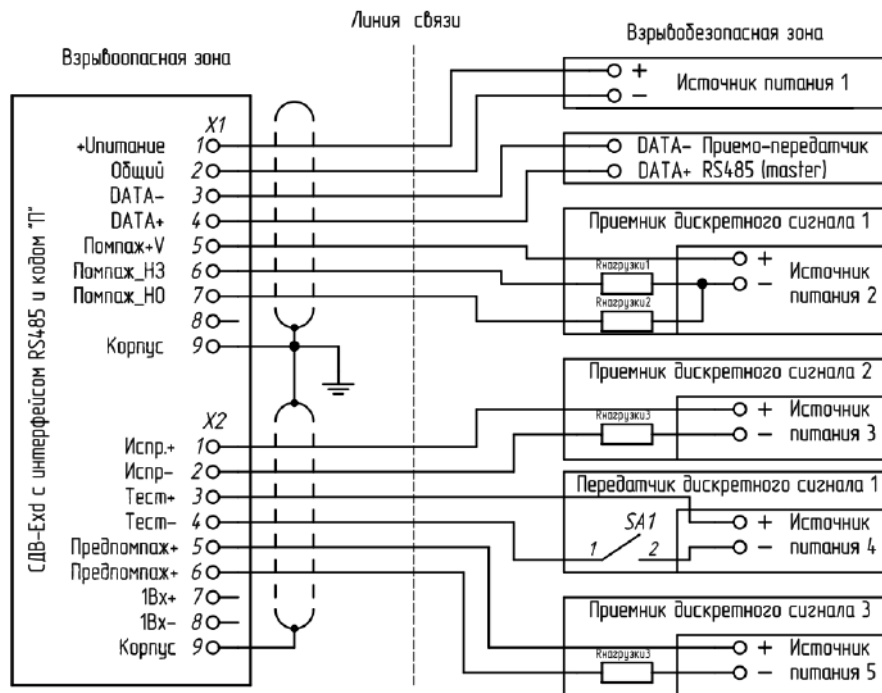 Линия связи
Взрывоопасная зона
Взрывобезопасная зона
СДВ-Exd с интерфейсом RS485 и кодом "П"
X1
+Uпитание 1
Общий 2
DATA- 3
DATA+ 4
Помпаж+V 5
Помпаж_НЗ 6
Помпаж_НО 7
8
Корпус 9
X2
Испр.+ 1
Испр- 2
Тест+ 3
Тест- 4
Предпомпаж+ 5
Предпомпаж+ 6
1Вх+ 7
1Вх- 8
Корпус 9
+
Источник питания 1
−
DATA- Приемо-передатчик
DATA+ RS485 (master)
Приемник дискретного сигнала 1
+
Rнагрузки1
−
Источник
питания 2
Rнагрузки2
Приемник дискретного сигнала 2
+ Источник
Rнагрузки3
− питания 3
Передатчик дискретного сигнала 1
SA1
+ Источник
1 2
− питания 4
Приемник дискретного сигнала 3
+ Источник
Rнагрузки3
− питания 5